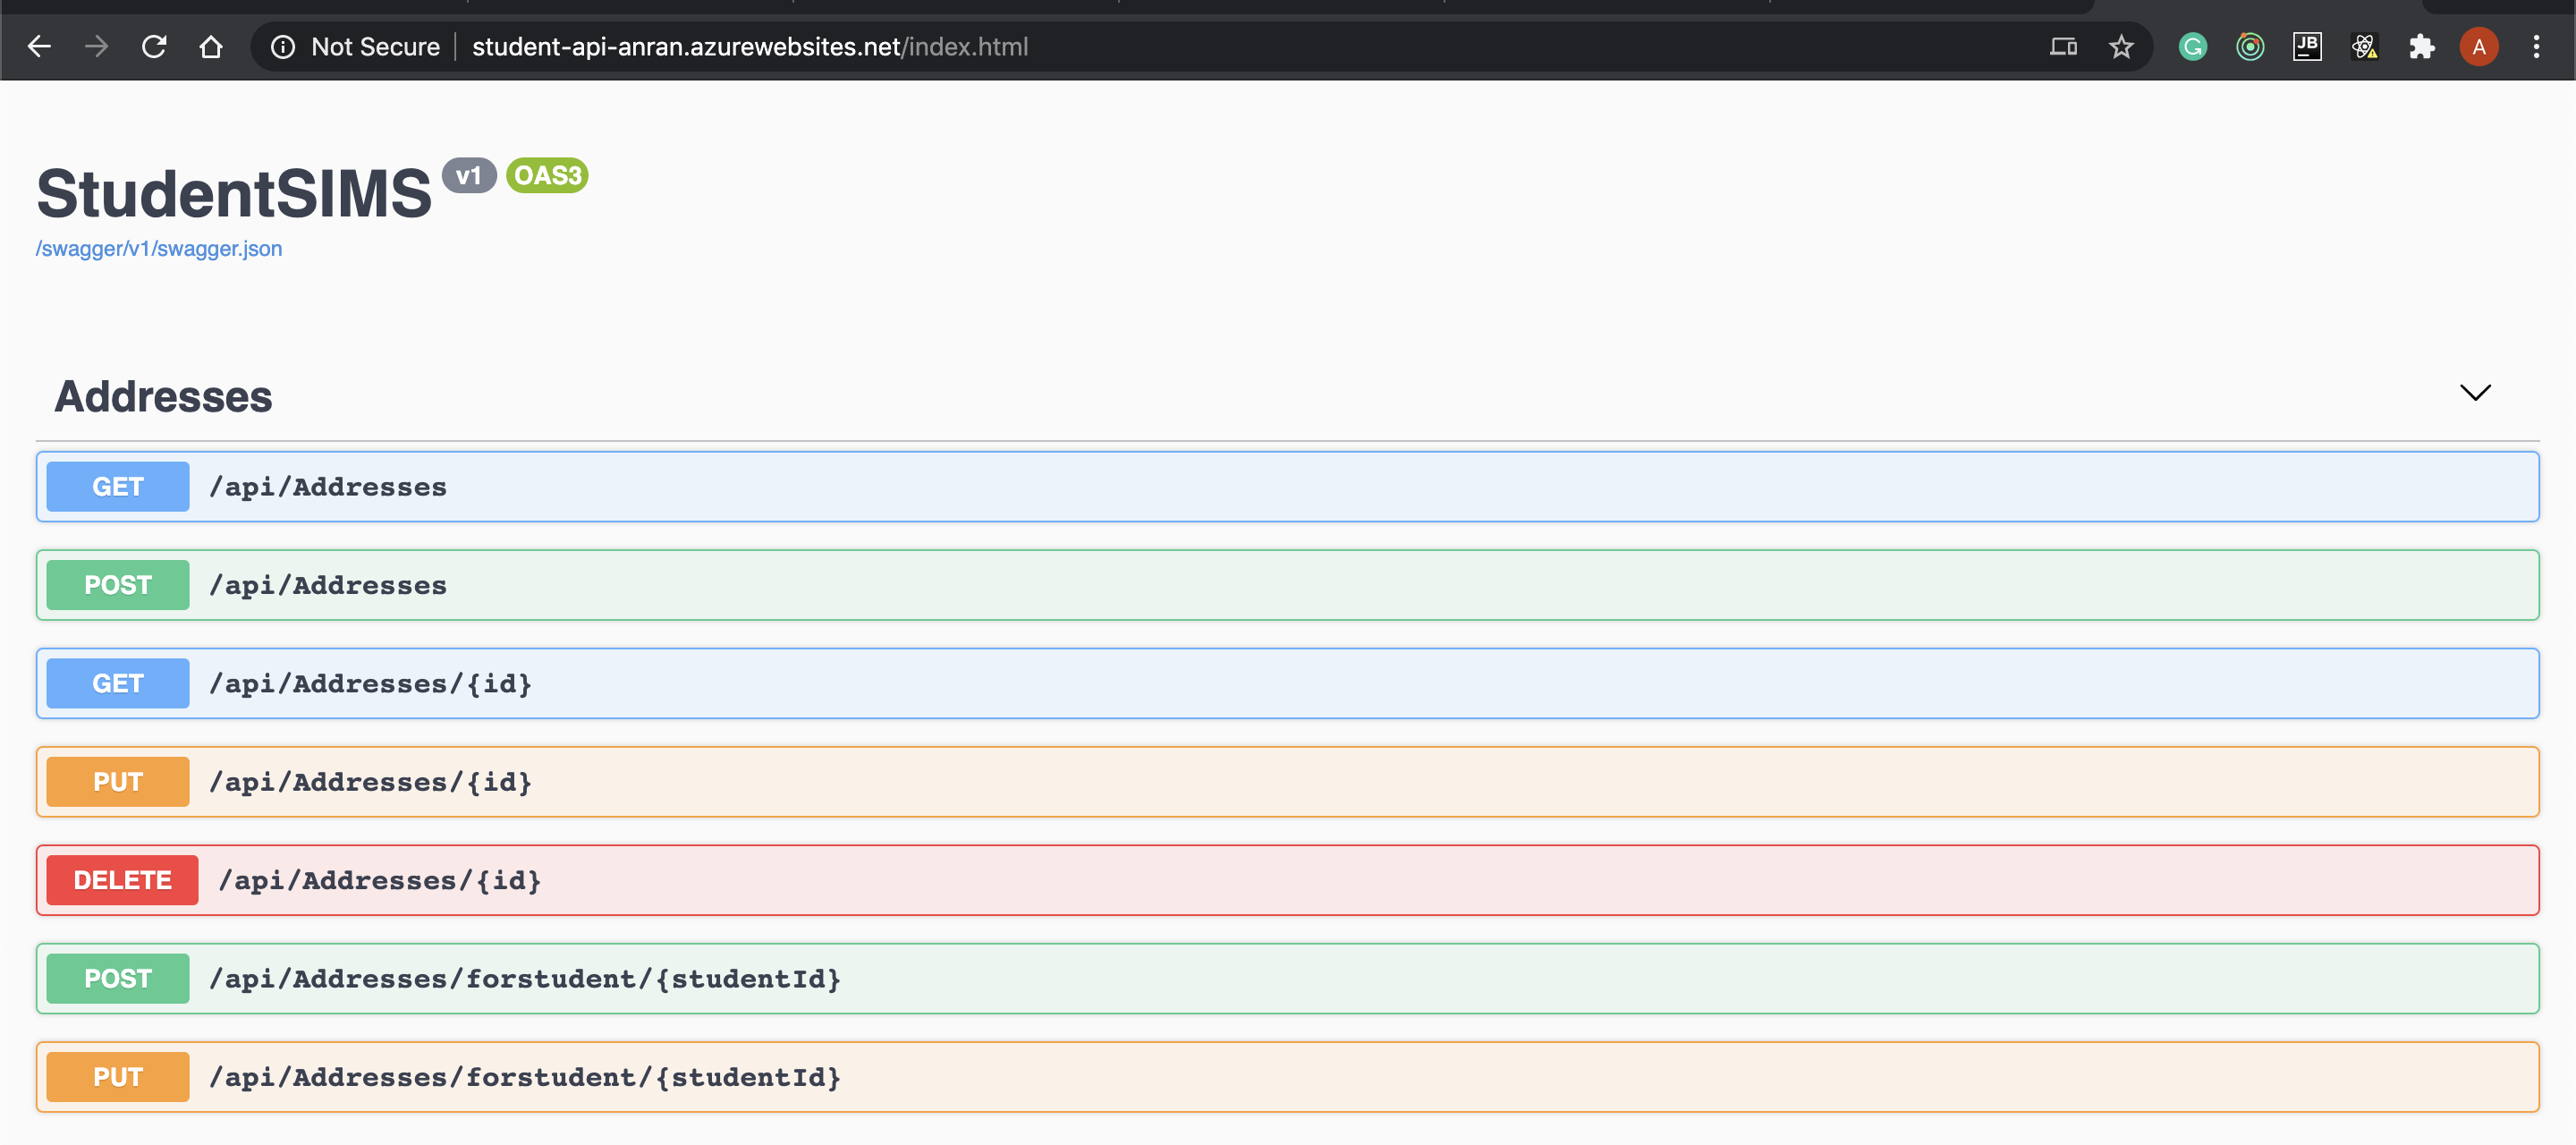 Not Secure student-api-anran.azurewebsites.net/index.html G JB A
StudentSIMS v1 OAS3
/swagger/v1/swagger.json
Addresses
GET /api/Addresses
POST /api/Addresses
GET /api/Addresses/{id}
PUT /api/Addresses/{id}
DELETE /api/Addresses/{id}
POST /api/Addresses/forstudent/{studentId}
PUT /api/Addresses/forstudent/{studentId}